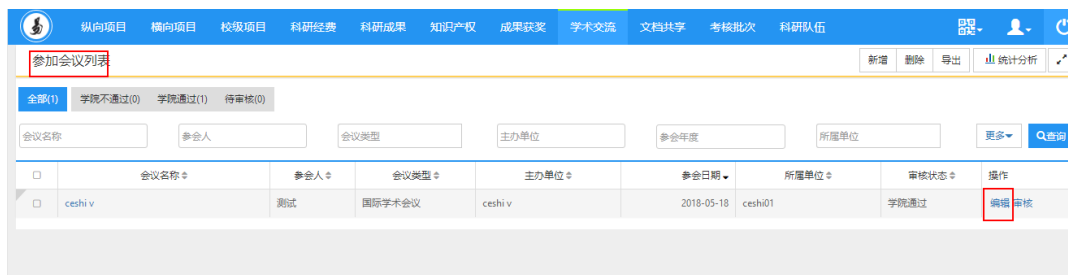 纵向项目 横向项目 校级项目 科研经费 科研成果 知识产权 成果获奖 学术交流 文档共享 考核批次 科研队伍
参加会议列表 新增 删除 导出 统计分析
全部(1) 学院不通过(0) 学院通过(1) 待审核(0)
会议名称 参会人 会议类型 主办单位 参会年度 所属单位 更多 查询
会议名称 参会人 会议类型 主办单位 参会日期 所属单位 审核状态 操作
ceshi v 测试 国际学术会议 ceshi v 2018-05-18 ceshi01 学院通过 编辑 审核